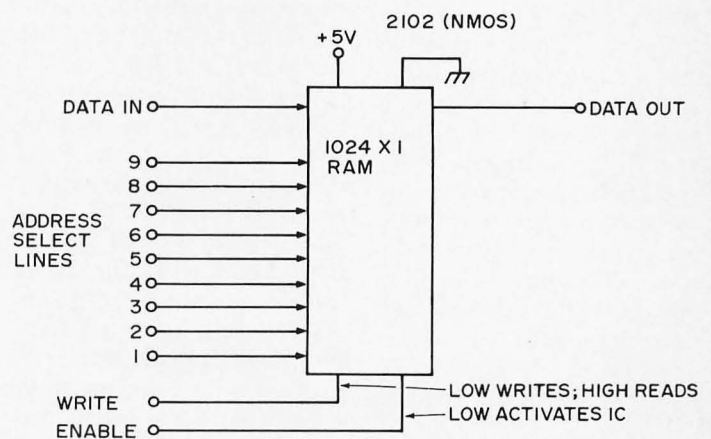 2102 (NMOS)
+5V
DATA IN
DATA OUT
1024 X 1
RAM
9
8
7
6
5
4
3
2
1
ADDRESS
SELECT
LINES
WRITE
LOW WRITES; HIGH READS
LOW ACTIVATES IC
ENABLE